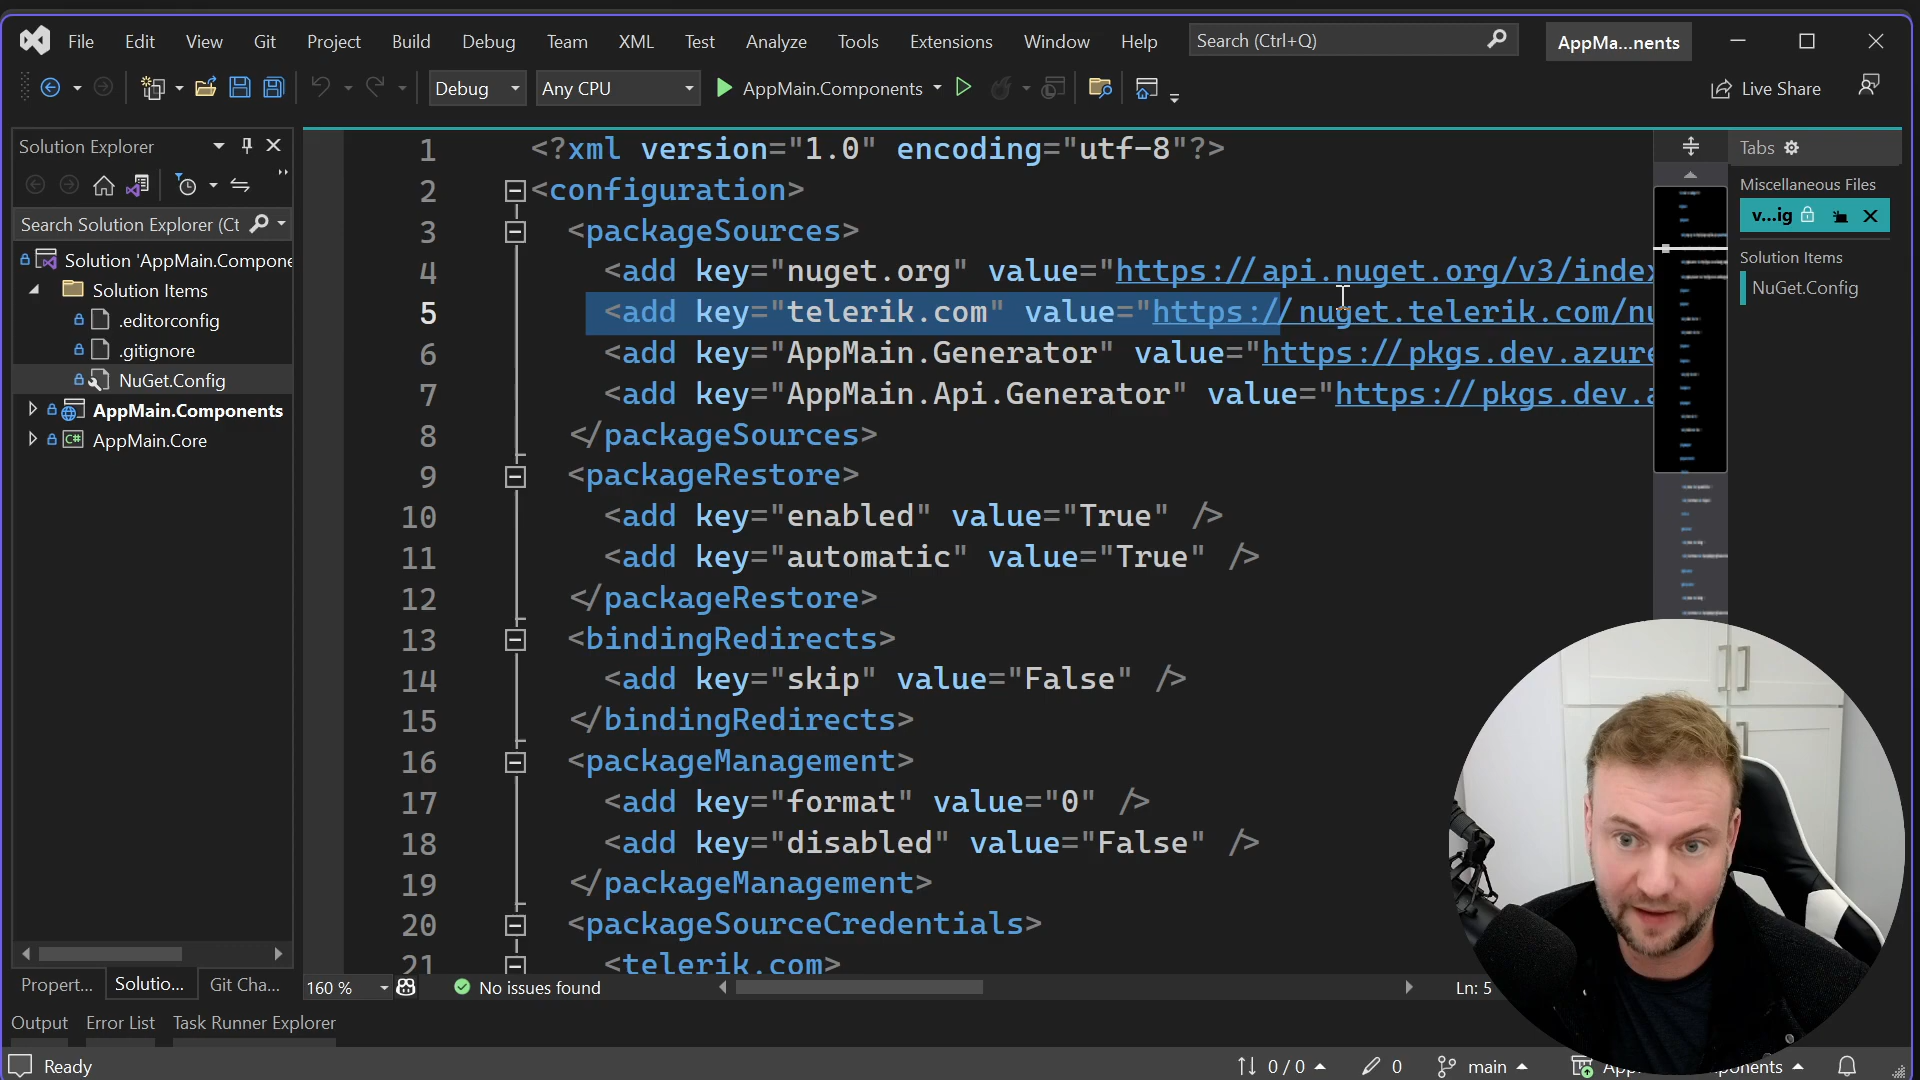 File Edit View Git Project Build Debug Team XML Test Analyze Tools Extensions Window Help Search (Ctrl+Q) AppMa...nents
Debug Any CPU AppMain.Components Live Share
Solution Explorer
Search Solution Explorer (Ct
Solution 'AppMain.Compone
Solution Items
.editorconfig
.gitignore
NuGet.Config
AppMain.Components
AppMain.Core
1 <?xml version="1.0" encoding="utf-8"?>
2 <configuration>
3 <packageSources>
4 <add key="nuget.org" value="https://api.nuget.org/v3/index
5 <add key="telerik.com" value="https://nuget.telerik.com/nu
6 <add key="AppMain.Generator" value="https://pkgs.dev.azure
7 <add key="AppMain.Api.Generator" value="https://pkgs.dev.a
8 </packageSources>
9 <packageRestore>
10 <add key="enabled" value="True" />
11 <add key="automatic" value="True" />
12 </packageRestore>
13 <bindingRedirects>
14 <add key="skip" value="False" />
15 </bindingRedirects>
16 <packageManagement>
17 <add key="format" value="0" />
18 <add key="disabled" value="False" />
19 </packageManagement>
20 <packageSourceCredentials>
21 <telerik.com>
Tabs
Miscellaneous Files
v...ig
Solution Items
NuGet.Config
Propert... Solutio... Git Cha...
160 % No issues found Ln: 5
Output Error List Task Runner Explorer
Ready 0 / 0 0 main